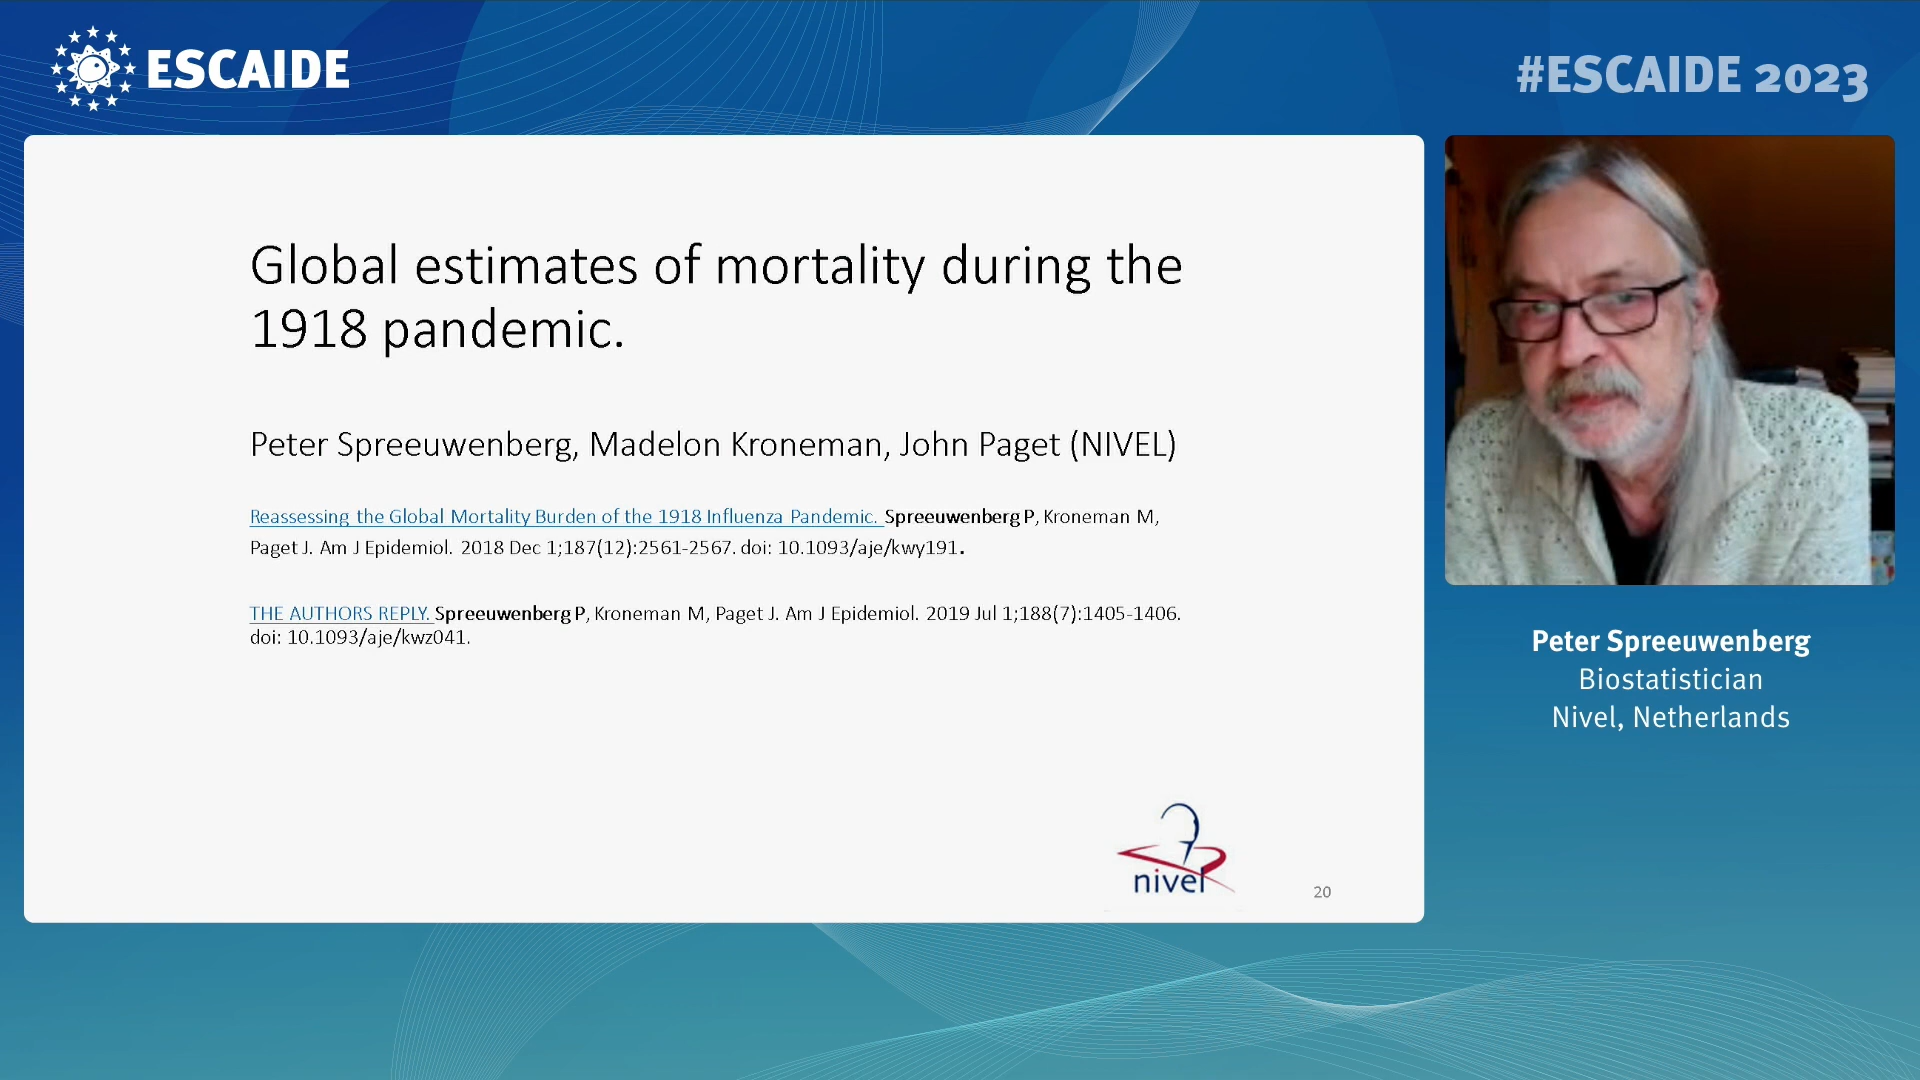 ESCAIDE
#ESCAIDE 2023
Global estimates of mortality during the
1918 pandemic.
Peter Spreeuwenberg, Madelon Kroneman, John Paget (NIVEL)
Reassessing the Global Mortality Burden of the 1918 Influenza Pandemic. Spreeuwenberg P, Kroneman M,
Paget J. Am J Epidemiol. 2018 Dec 1;187(12):2561-2567. doi: 10.1093/aje/kwy191.
THE AUTHORS REPLY. Spreeuwenberg P, Kroneman M, Paget J. Am J Epidemiol. 2019 Jul 1;188(7):1405-1406.
doi: 10.1093/aje/kwz041.
nivel
20
Peter Spreeuwenberg
Biostatistician
Nivel, Netherlands